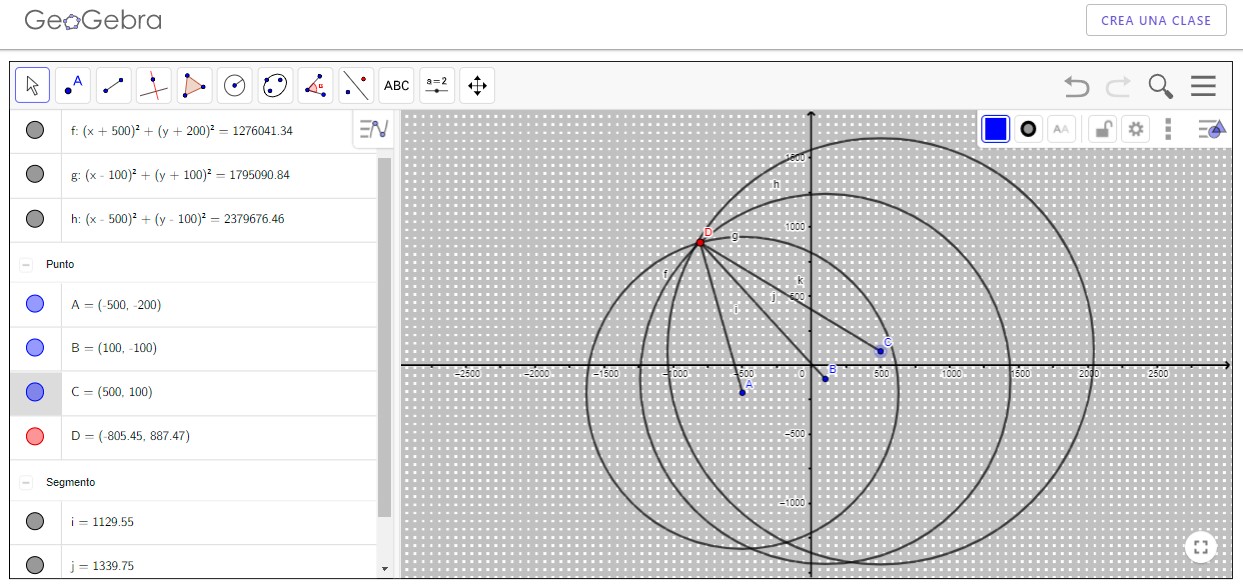 GeoGebra
CREA UNA CLASE
ABC
a=2
AA
f: (x + 500)² + (y + 200)² = 1276041.34
g: (x - 100)² + (y + 100)² = 1795090.84
h: (x - 500)² + (y - 100)² = 2379676.46
Punto
A = (-500, -200)
B = (100, -100)
C = (500, 100)
D = (-805.45, 887.47)
Segmento
i = 1129.55
j = 1339.75
1500
h
D
g
1000
f
k
j
500
i
C
−2500
−2000
−1500
−1000
−500
0
500
1000
1500
2000
2500
B
A
−500
−1000